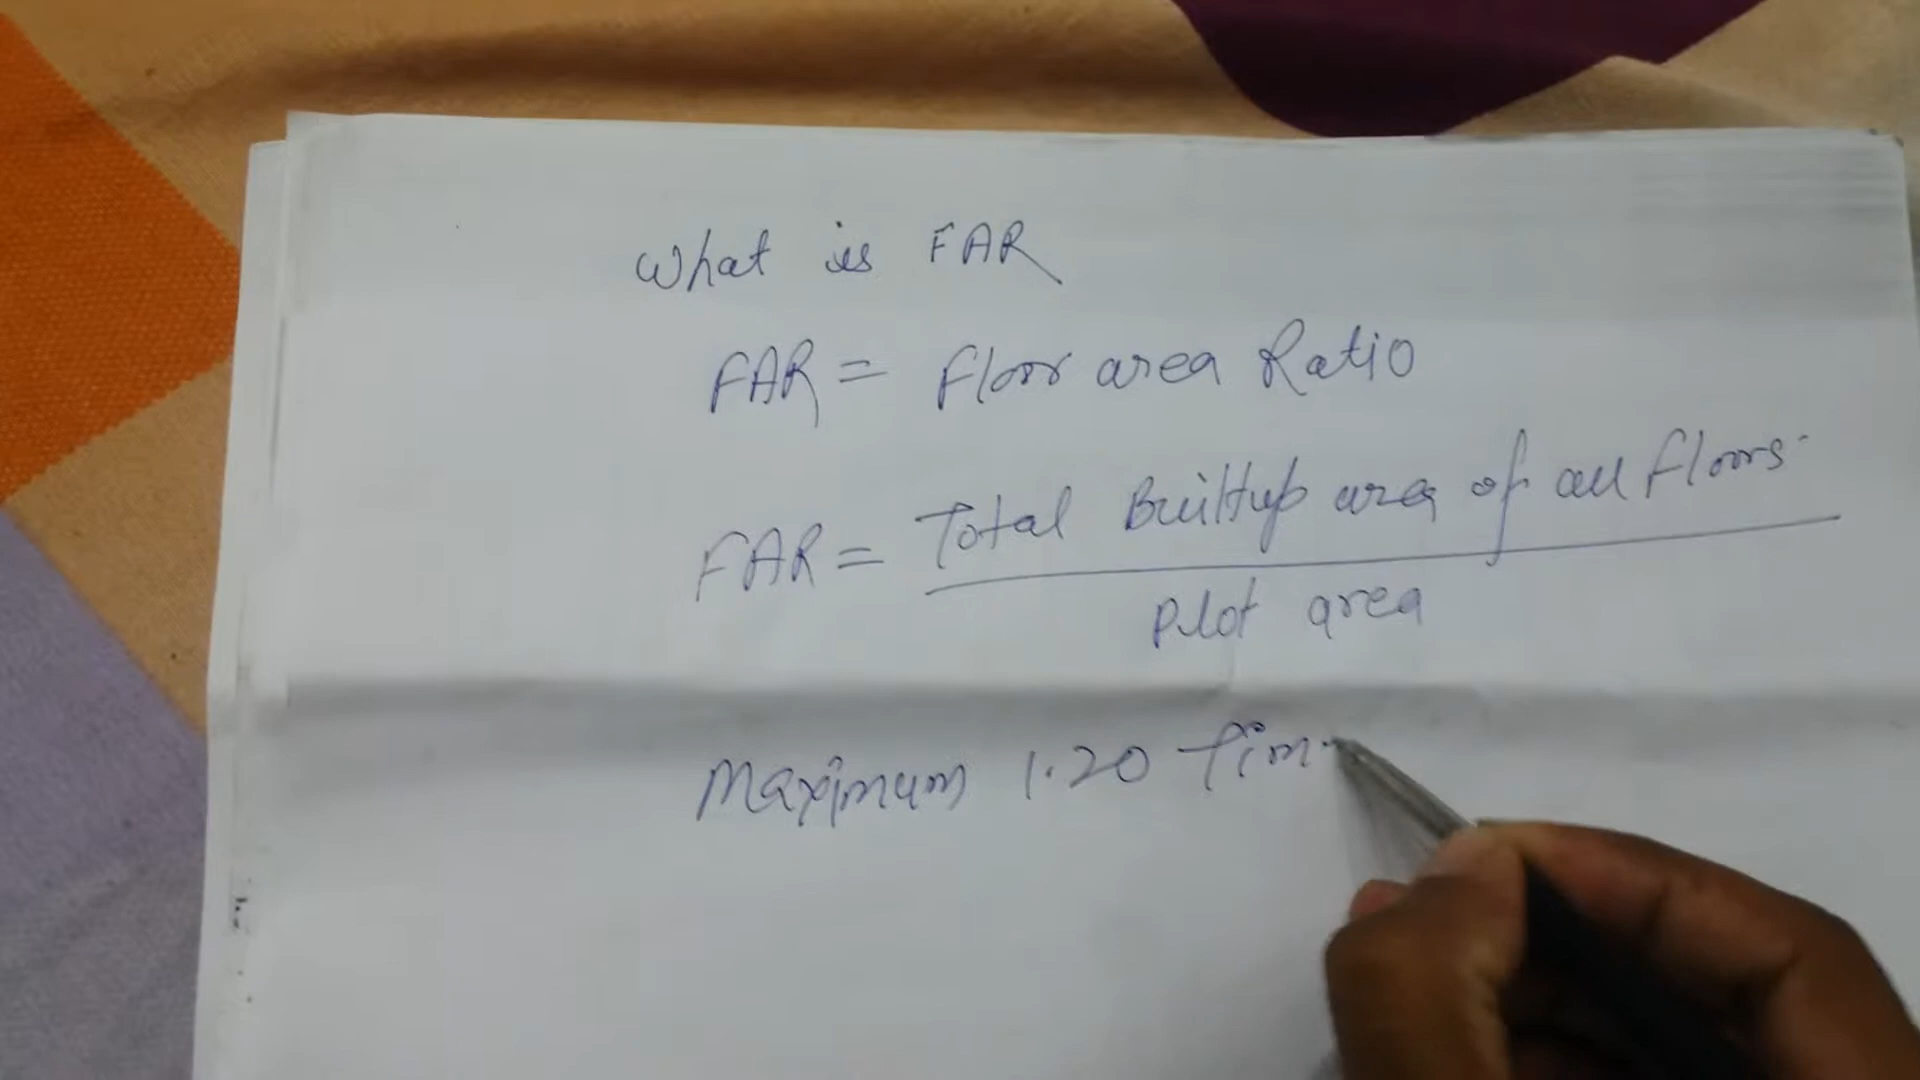 What is FAR
FAR = Floor area Ratio
FAR = Total Builtup area of all floors
Plot area
Maximum 1.20 Tim